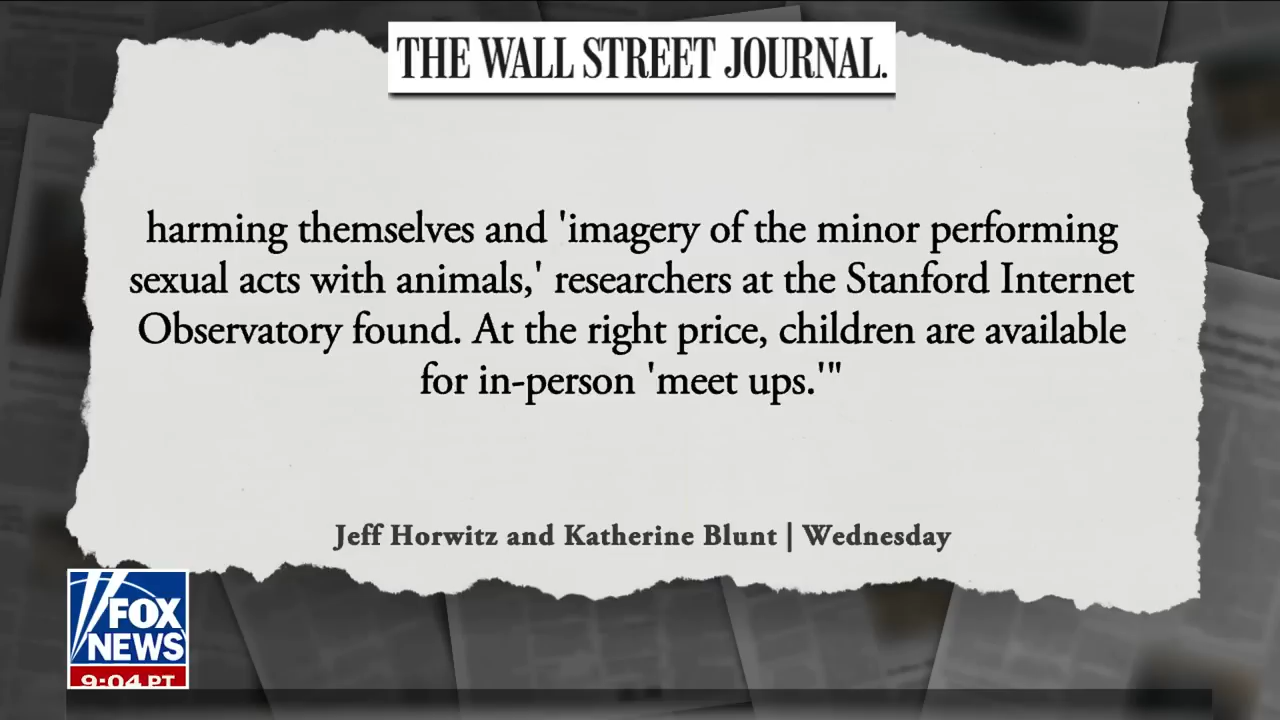 THE WALL STREET JOURNAL.
harming themselves and 'imagery of the minor performing
sexual acts with animals,' researchers at the Stanford Internet
Observatory found. At the right price, children are available
for in-person 'meet ups.'"
Jeff Horwitz and Katherine Blunt | Wednesday
FOX
NEWS
9:04 PT